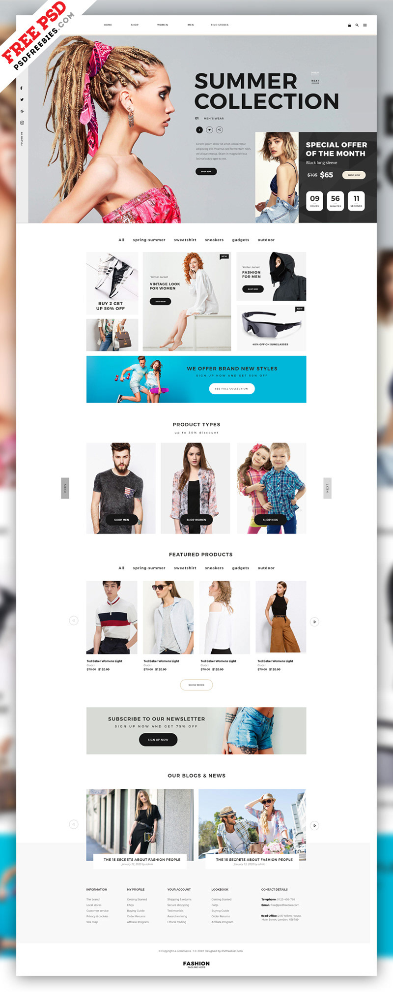 FREE PSD
PSDFREEBIES.COM
HOME SHOP WOMEN MEN FIND STORES
SUMMER
COLLECTION
PREV
NEXT
01 MEN'S WEAR
FOLLOW US
Lorem ipsum dolor sit amet, consectetur
adipiscing elit. Vivamus sed fermentum nibh,
vel aliquet massa. Etiam in magna id risus
lacinia luctus eget eu est.
SHOP NOW
SPECIAL OFFER
OF THE MONTH
Black long sleeve
$105 $65 SHOP NOW
09 56 11
HOURS MINUTES SECONDS
All spring-summer sweatshirt sneakers gadgets outdoor
BUY 2 GET
UP 50% OFF
NEW
Winter Jacket
VINTAGE LOOK
FOR WOMEN
SHOP NOW
Winter Jacket
FASHION
FOR MEN
SHOP NOW
NEW
40% OFF ON SUNGLASSES
WE OFFER BRAND NEW STYLES
SIGN UP NOW AND GET 50% OFF
SEE FULL COLLECTION
PRODUCT TYPES
up to 30% discount
PREV
NEXT
SHOP MEN
SHOP WOMEN
SHOP KIDS
FEATURED PRODUCTS
All spring-summer sweatshirt sneakers gadgets outdoor
Ted Baker Womens Light
Gucci
$70.00 $120.00
Ted Baker Womens Light
Gucci
$70.00 $120.00
Ted Baker Womens Light
Gucci
$70.00 $120.00
Ted Baker Womens Light
Gucci
$70.00 $120.00
SHOW MORE
SUBSCRIBE TO OUR NEWSLETTER
SIGN UP NOW AND GET 75% OFF
SIGN UP NOW
OUR BLOGS & NEWS
THE 15 SECRETS ABOUT FASHION PEOPLE
January 12, 2020 by admin
THE 15 SECRETS ABOUT FASHION PEOPLE
January 15, 2020 by admin
INFORMATION
The brand
Local stores
Customer service
Privacy & cookies
Site map
MY PROFILE
Getting Started
FAQs
Buying Guide
Order Returns
Affiliate Program
YOUR ACCOUNT
Shipping & returns
Secure shopping
Testimonials
Award winning
Ethical trading
LOOKBOOK
Getting Started
FAQs
Buying Guide
Order Returns
Affiliate Program
CONTACT DETAILS
Telephone: 0123-456-789
Email: free@psdfreebies.com
Head Office: 245 Yellow House,
Main Street, London. 456789
© Copyright e-commerce 1.0. 2022 Designed by Psdfreebies.com
FASHION
TAGLINE HERE